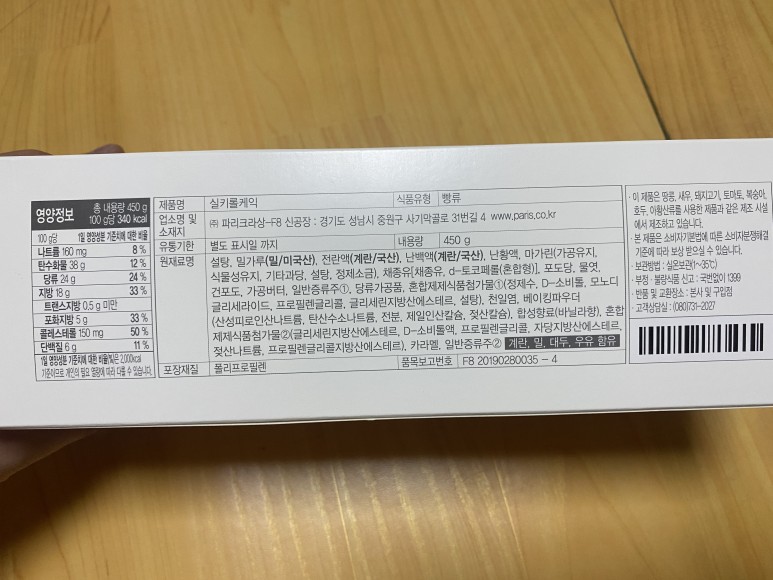 영양정보
총 내용량 450 g
100 g당 340 kcal
100 g당 1일 영양성분 기준치에 대한 비율
나트륨 160 mg 8 %
탄수화물 38 g 12 %
당류 24 g 24 %
지방 18 g 33 %
트랜스지방 0.5 g 미만
포화지방 5 g 33 %
콜레스테롤 150 mg 50 %
단백질 6 g 11 %
1일 영양성분 기준치에 대한 비율(%)은 2,000kcal
기준이므로 개인의 필요 열량에 따라 다를 수 있습니다.
제품명 실키롤케익 식품유형 빵류
업소명 및 소재지 ㈜ 파리크라상-F8 신공장 : 경기도 성남시 중원구 사기막골로 31번길 4 www.paris.co.kr
유통기한 별도 표시일 까지 내용량 450 g
원재료명 설탕, 밀가루(밀/미국산), 전란액(계란/국산), 난백액(계란/국산), 난황액, 마가린(가공유지,
식물성유지, 기타과당, 설탕, 정제소금), 채종유[채종유, d-토코페롤(혼합형)], 포도당, 물엿,
건포도, 가공버터, 일반증류주①, 당류가공품, 혼합제제식품첨가물①(정제수, D-소비톨, 모노디
글리세라이드, 프로필렌글리콜, 글리세린지방산에스테르, 설탕), 천일염, 베이킹파우더
(산성피로인산나트륨, 탄산수소나트륨, 전분, 제일인산칼슘, 젖산칼슘), 합성향료(바닐라향), 혼합
제제식품첨가물②(글리세린지방산에스테르, D-소비톨액, 프로필렌글리콜, 자당지방산에스테르,
젖산나트륨, 프로필렌글리콜지방산에스테르), 카라멜, 일반증류주② 계란, 밀, 대두, 우유 함유
포장재질 폴리프로필렌 품목보고번호 F8 20190280035 - 4
· 이 제품은 땅콩, 새우, 돼지고기, 토마토, 복숭아,
호두, 아황산류를 사용한 제품과 같은 제조 시설
에서 제조하고 있습니다.
· 본 제품은 소비자기본법에 따른 소비자분쟁해결
기준에 따라 보상 받으실 수 있습니다.
· 보관방법 : 실온보관(1~35℃)
· 부정 · 불량식품 신고 : 국번없이 1399
· 반품 및 교환장소 : 본사 및 구입점
· 고객상담실 : (080)731-2027